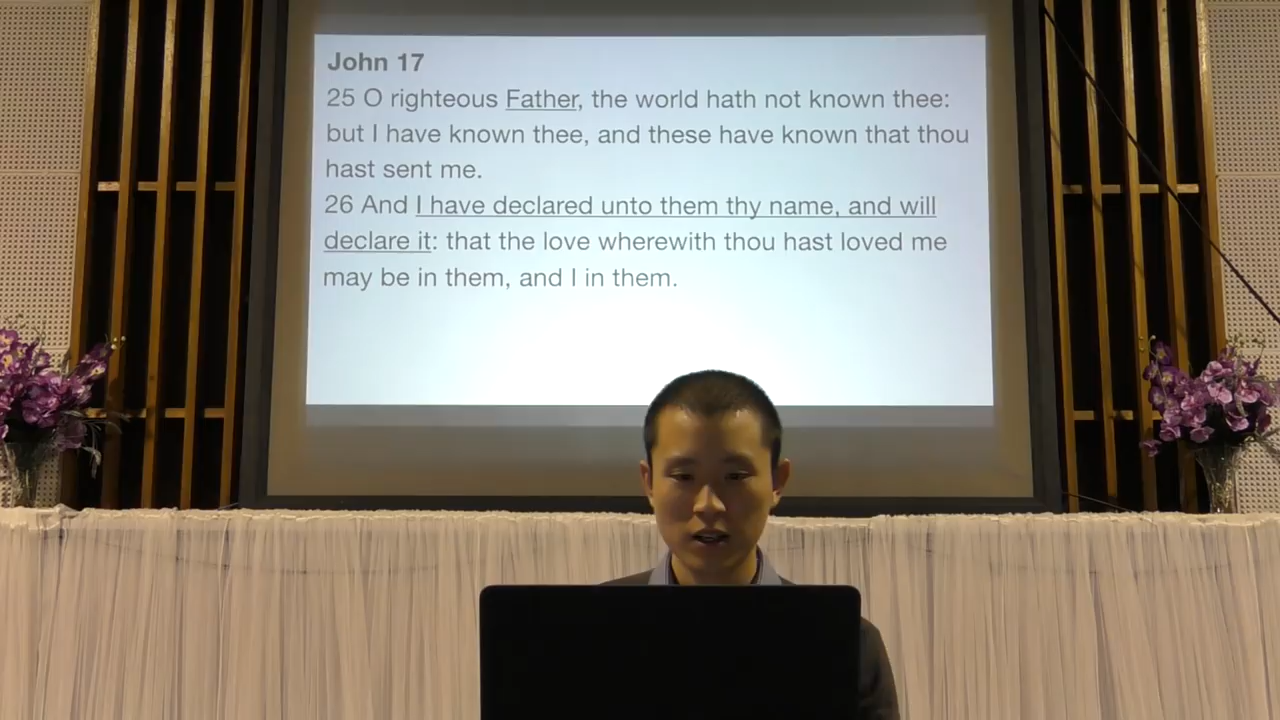 John 17
25 O righteous Father, the world hath not known thee:
but I have known thee, and these have known that thou
hast sent me.
26 And I have declared unto them thy name, and will
declare it: that the love wherewith thou hast loved me
may be in them, and I in them.